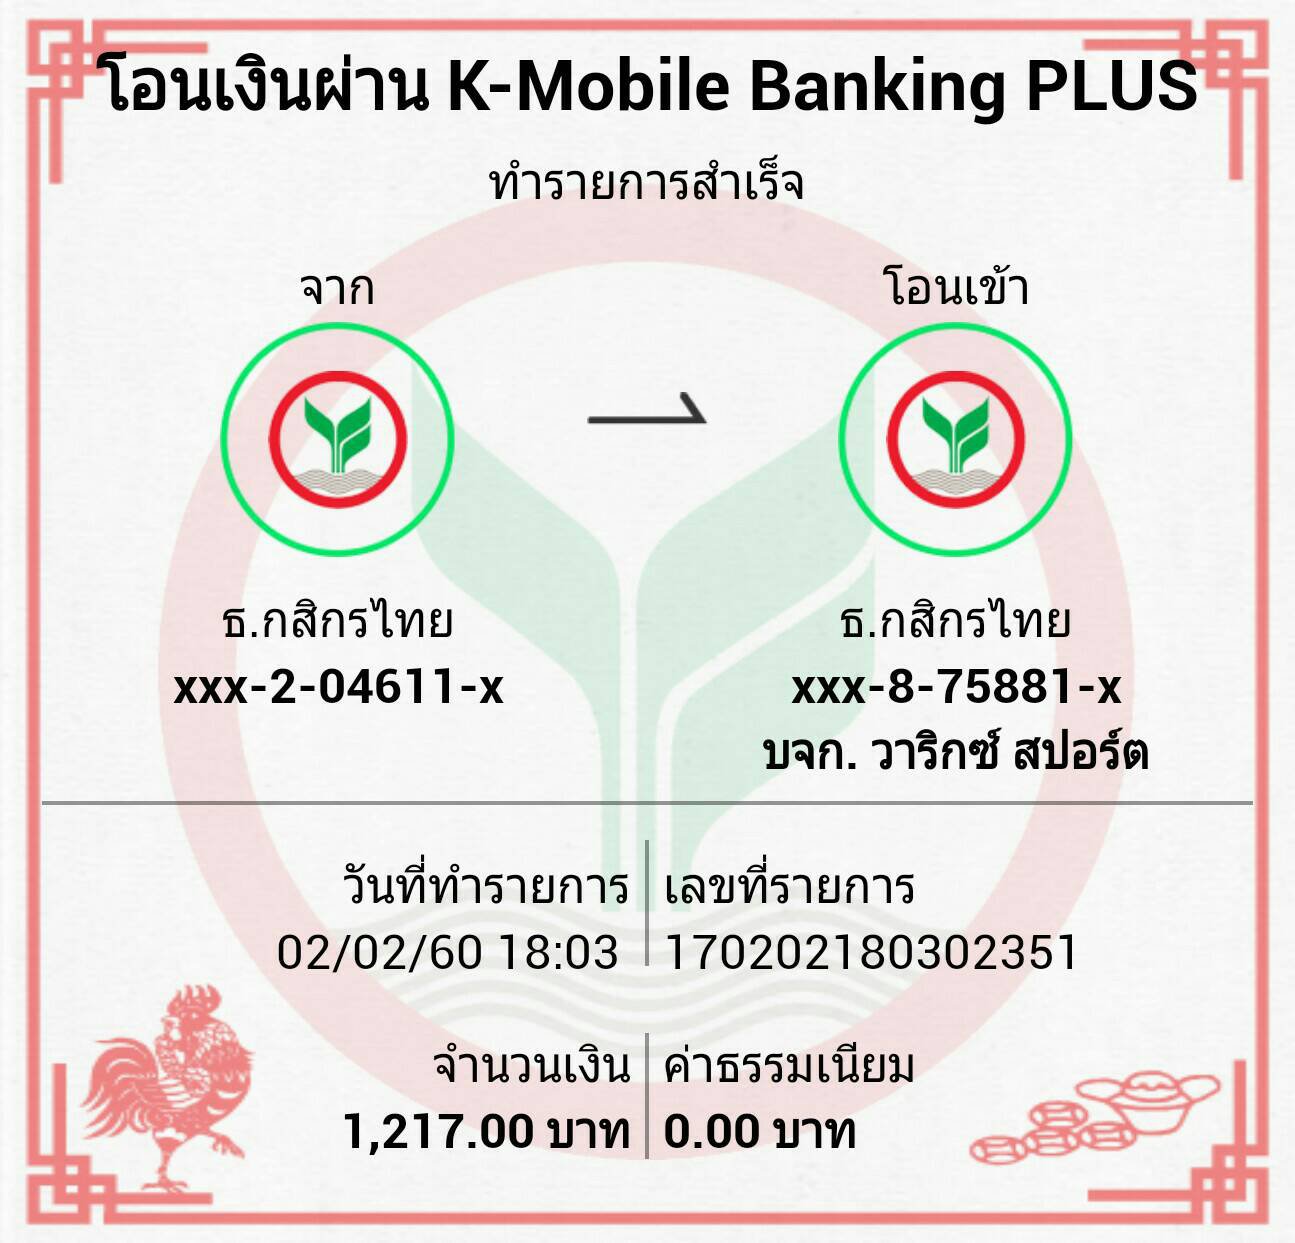 โอนเงินผ่าน K-Mobile Banking PLUS
ทำรายการสำเร็จ
จาก
โอนเข้า
ธ.กสิกรไทย
ธ.กสิกรไทย
xxx-2-04611-x
xxx-8-75881-x
บจก. วาริกซ์ สปอร์ต
วันที่ทำรายการ
เลขที่รายการ
02/02/60 18:03
170202180302351
จำนวนเงิน
ค่าธรรมเนียม
1,217.00 บาท
0.00 บาท